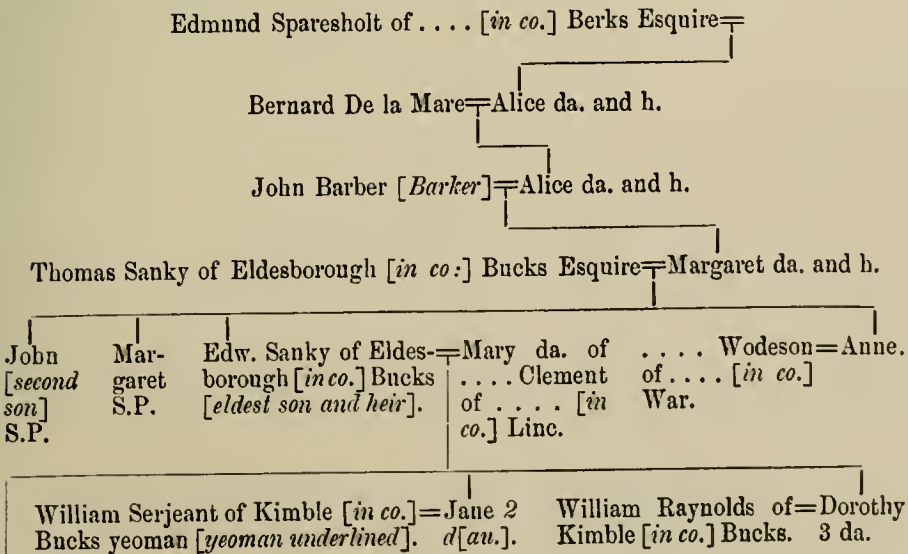 Edmund Sparesholt of .... [in co.] Berks Esquire
Bernard De la Mare=Alice da. and h.
John Barber [Barker]=Alice da. and h.
Thomas Sanky of Eldesborough [in co:] Bucks Esquire=Margaret da. and h.
John
[second
son]
S.P.
Mar-
garet
S.P.
Edw. Sanky of Eldes-
borough [in co.] Bucks
[eldest son and heir].
=Mary da. of
.... Clement
of .... [in
co.] Linc.
.... Wodeson=Anne.
of .... [in co.]
War.
William Serjeant of Kimble [in co.]=Jane 2
Bucks yeoman [yeoman underlined]. d[au.].
William Raynolds of=Dorothy
Kimble [in co.] Bucks. 3 da.